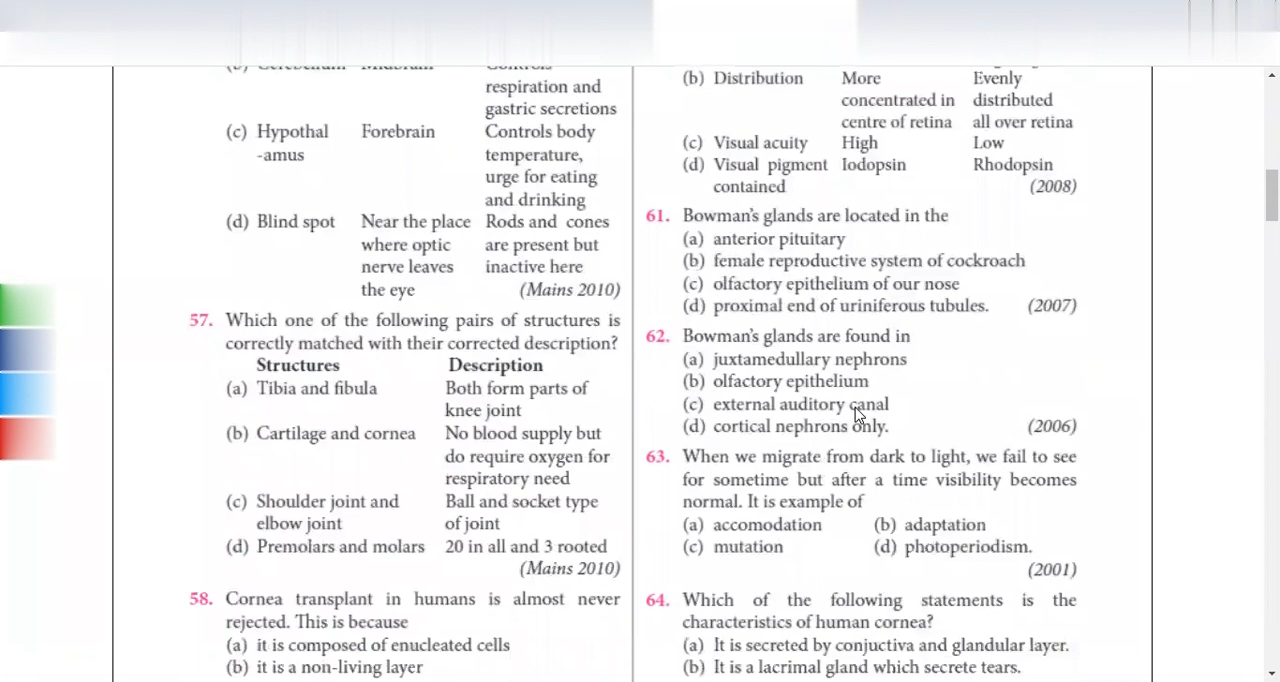 respiration and
gastric secretions
(c) Hypothal Forebrain Controls body
-amus temperature,
urge for eating
and drinking
(d) Blind spot Near the place Rods and cones
where optic are present but
nerve leaves inactive here
the eye (Mains 2010)
57. Which one of the following pairs of structures is
correctly matched with their corrected description?
Structures Description
(a) Tibia and fibula Both form parts of
knee joint
(b) Cartilage and cornea No blood supply but
do require oxygen for
respiratory need
(c) Shoulder joint and Ball and socket type
elbow joint of joint
(d) Premolars and molars 20 in all and 3 rooted
(Mains 2010)
58. Cornea transplant in humans is almost never
rejected. This is because
(a) it is composed of enucleated cells
(b) it is a non-living layer
(b) Distribution More Evenly
concentrated in distributed
centre of retina all over retina
(c) Visual acuity High Low
(d) Visual pigment Iodopsin Rhodopsin
contained (2008)
61. Bowman's glands are located in the
(a) anterior pituitary
(b) female reproductive system of cockroach
(c) olfactory epithelium of our nose
(d) proximal end of uriniferous tubules. (2007)
62. Bowman's glands are found in
(a) juxtamedullary nephrons
(b) olfactory epithelium
(c) external auditory canal
(d) cortical nephrons only. (2006)
63. When we migrate from dark to light, we fail to see
for sometime but after a time visibility becomes
normal. It is example of
(a) accomodation (b) adaptation
(c) mutation (d) photoperiodism.
(2001)
64. Which of the following statements is the
characteristics of human cornea?
(a) It is secreted by conjuctiva and glandular layer.
(b) It is a lacrimal gland which secrete tears.